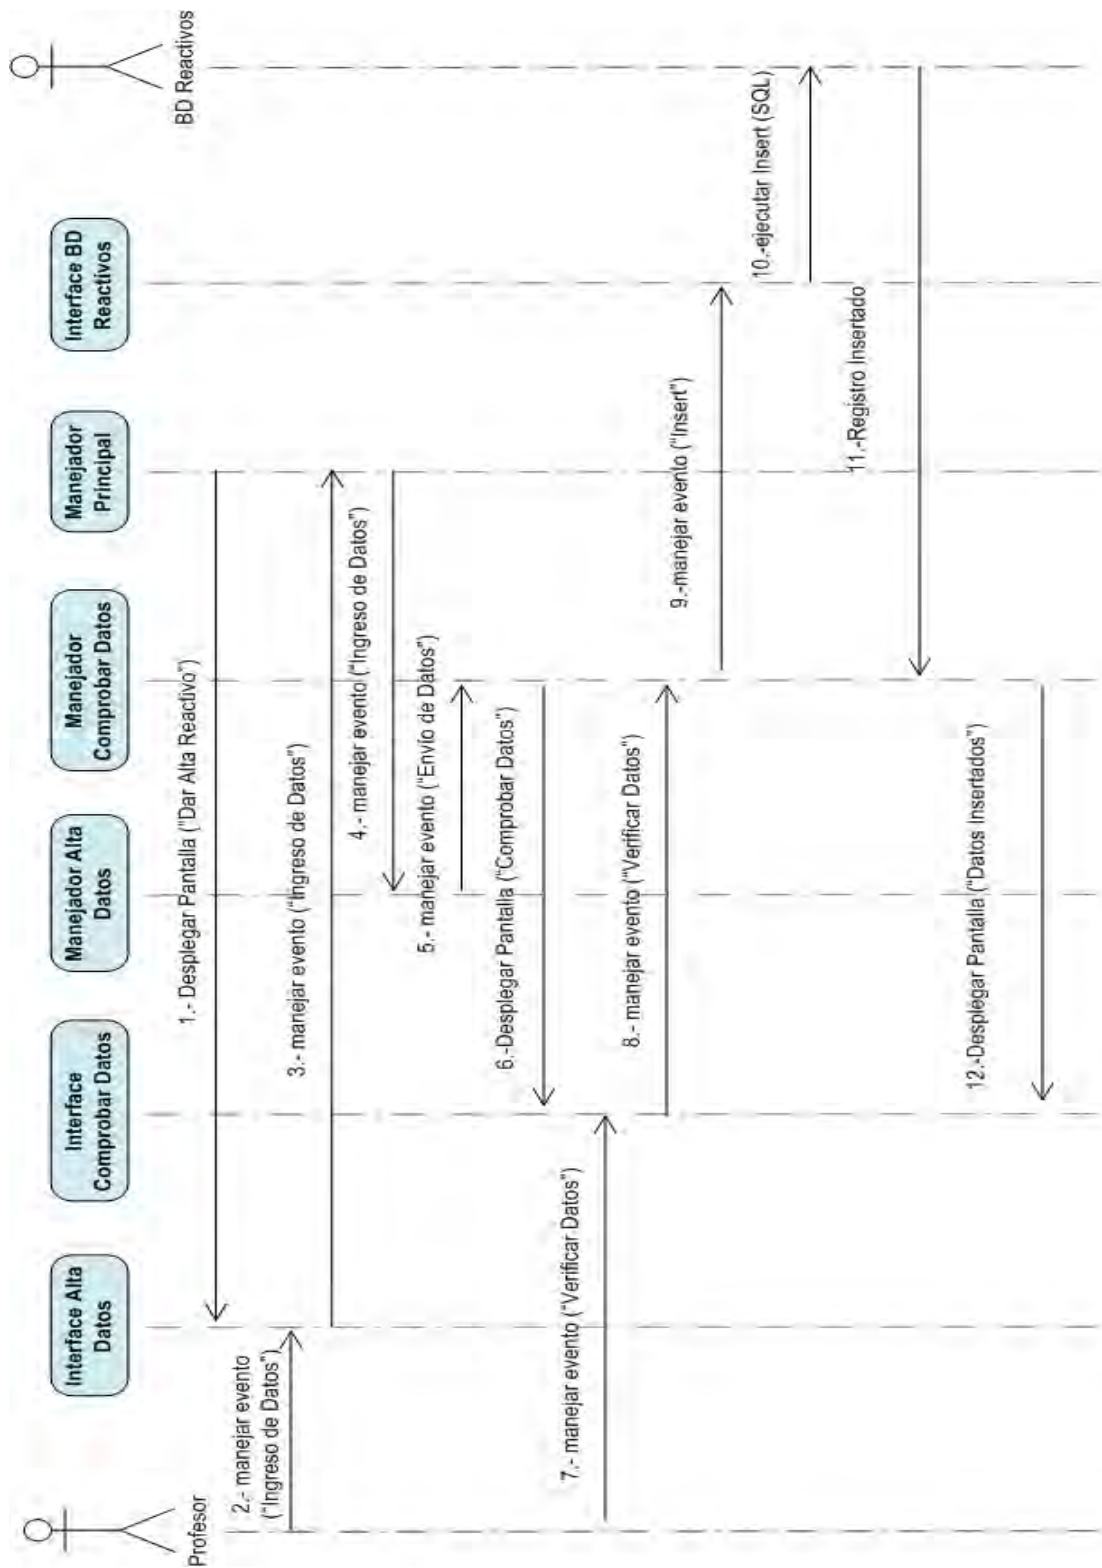 Profesor
Interface Alta
Datos
Interface
Comprobar Datos
Manejador Alta
Datos
Manejador
Comprobar Datos
Manejador
Principal
Interface BD
Reactivos
BD Reactivos
1.- Desplegar Pantalla ("Dar Alta Reactivo")
2.- manejar evento
("Ingreso de Datos")
3.- manejar evento ("Ingreso de Datos")
4.- manejar evento ("Ingreso de Datos")
5.- manejar evento ("Envío de Datos")
6.-Desplegar Pantalla ("Comprobar Datos")
7.- manejar evento ("Verificar Datos")
8.- manejar evento ("Verificar Datos")
9.-manejar evento ("Insert")
10.-ejecutar Insert (SQL)
11.-Registro Insertado
12.-Desplegar Pantalla ("Datos Insertados")